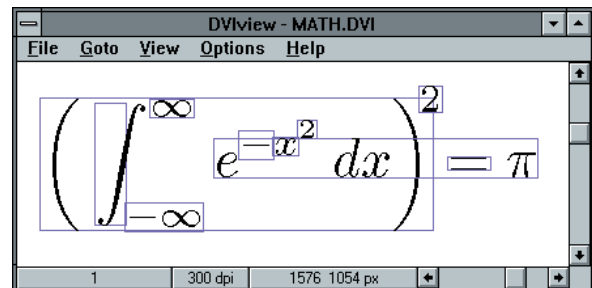 DVIview - MATH.DVI
File Goto View Options Help
(∫_{-∞}^{∞} e^{-x^2} dx)^2 = π
1 300 dpi 1576 1054 px